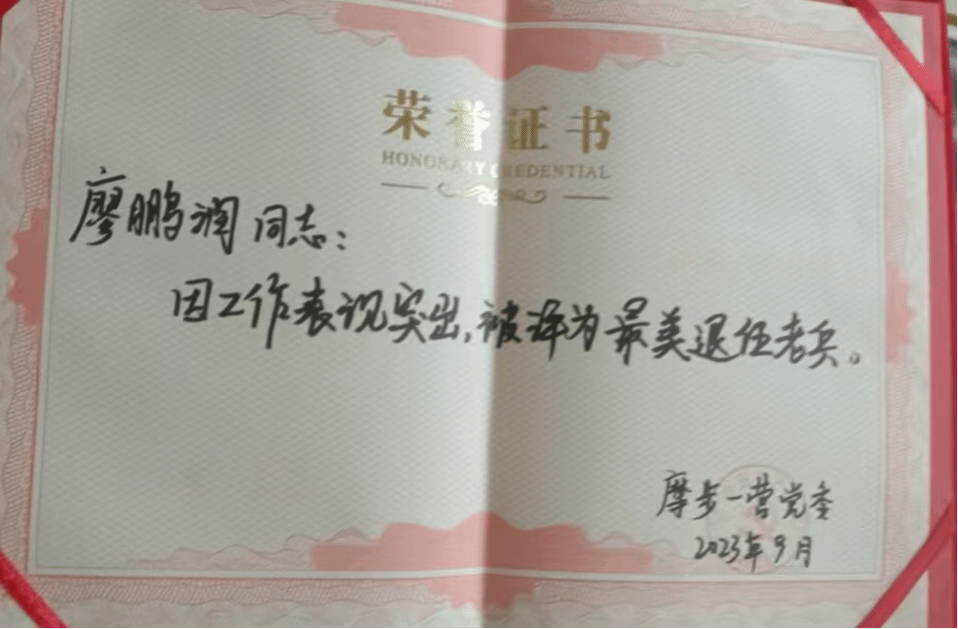 荣誉证书
HONORARY CREDENTIAL
廖鹏润同志:
因工作表现突出,被评为最美退伍老兵。
摩步一营党委
2023年9月